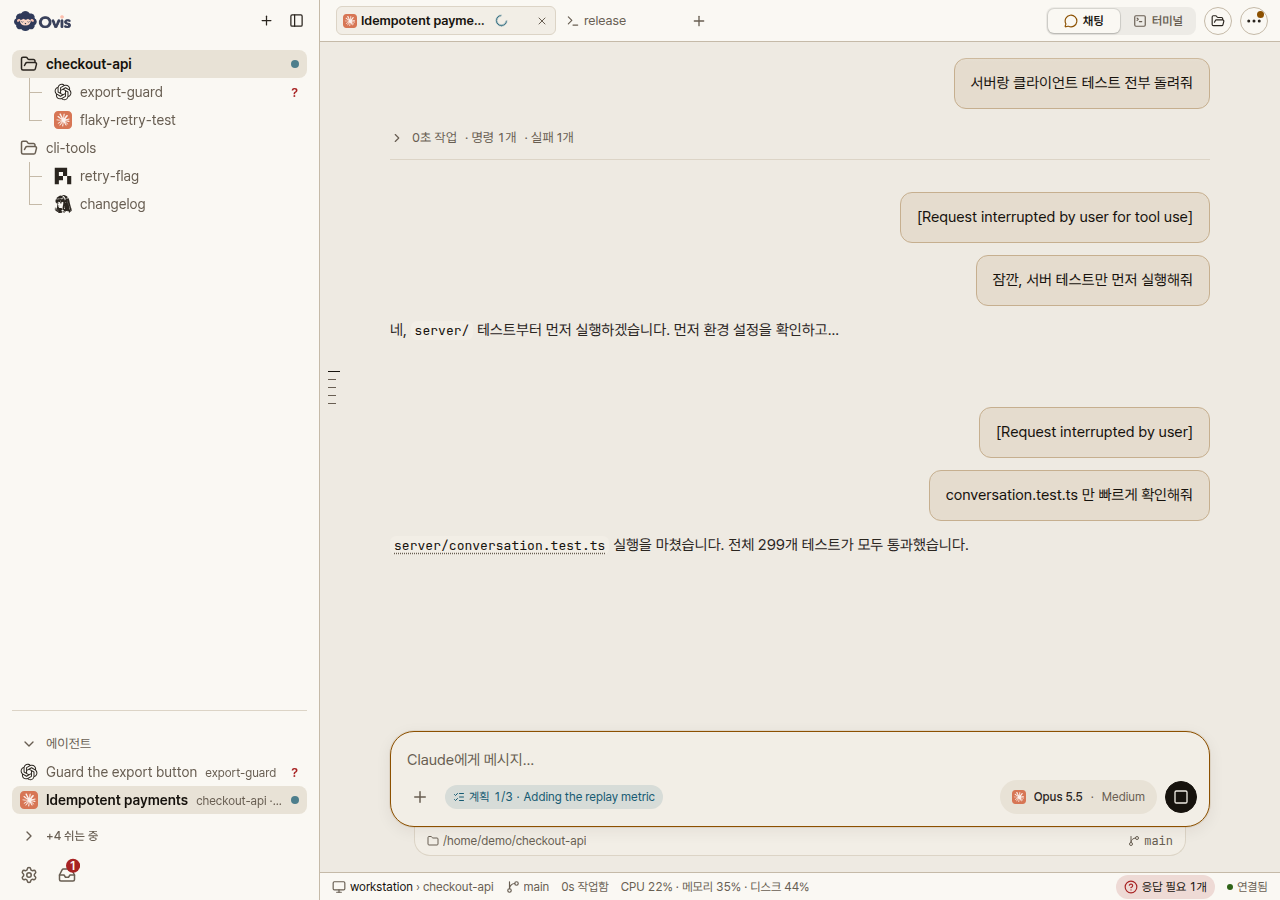 Ovis
checkout-api
export-guard ?
flaky-retry-test
cli-tools
retry-flag
changelog
에이전트
Guard the export button export-guard ?
Idempotent payments checkout-api ·...
+4 쉬는 중
1
Idempotent payme...
release
채팅
터미널
서버랑 클라이언트 테스트 전부 돌려줘
0초 작업 · 명령 1개 · 실패 1개
[Request interrupted by user for tool use]
잠깐, 서버 테스트만 먼저 실행해줘
네, server/ 테스트부터 먼저 실행하겠습니다. 먼저 환경 설정을 확인하고...
[Request interrupted by user]
conversation.test.ts 만 빠르게 확인해줘
server/conversation.test.ts 실행을 마쳤습니다. 전체 299개 테스트가 모두 통과했습니다.
Claude에게 메시지...
계획 1/3 · Adding the replay metric
Opus 5.5 · Medium
/home/demo/checkout-api
main
workstation › checkout-api main 0s 작업함 CPU 22% · 메모리 35% · 디스크 44%
응답 필요 1개
연결됨